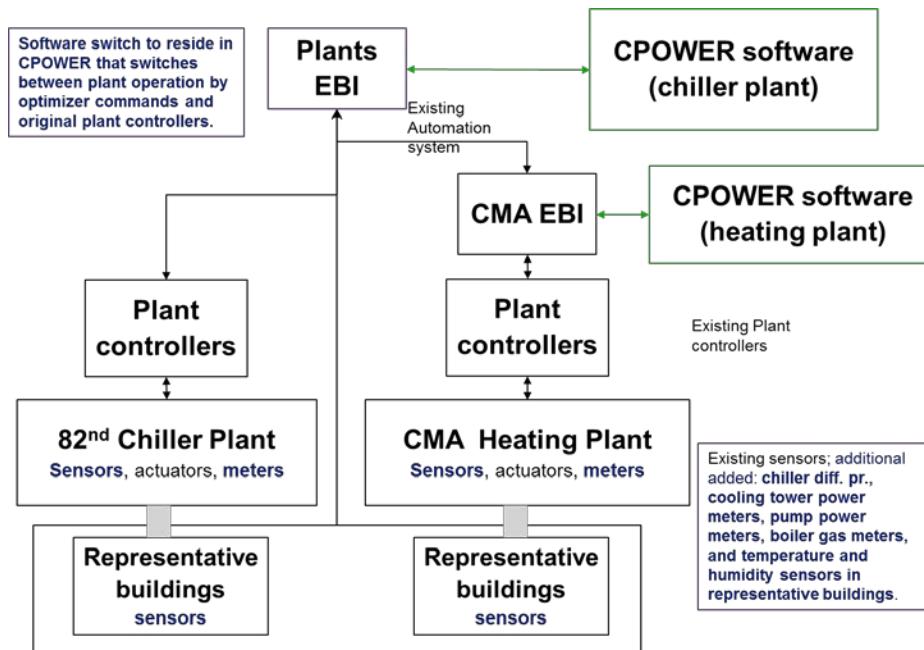 Software switch to reside in
CPOWER that switches
between plant operation by
optimizer commands and
original plant controllers.
Plants
EBI
CPOWER software
(chiller plant)
Existing
Automation
system
CMA EBI
CPOWER software
(heating plant)
Plant
controllers
Plant
controllers
Existing Plant
controllers
82nd Chiller Plant
Sensors, actuators, meters
CMA Heating Plant
Sensors, actuators, meters
Existing sensors; additional
added: chiller diff. pr.,
cooling tower power
meters, pump power
meters, boiler gas meters,
and temperature and
humidity sensors in
representative buildings.
Representative
buildings
sensors
Representative
buildings
sensors